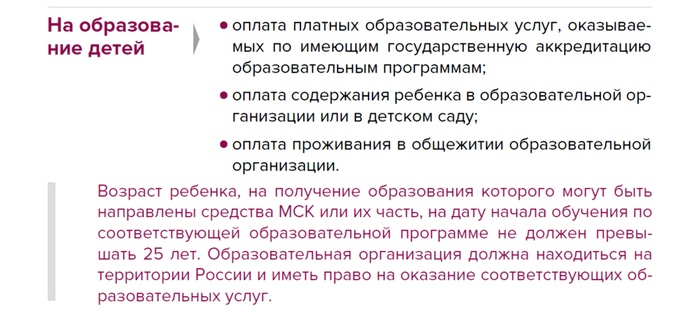 На образова-
ние детей
• оплата платных образовательных услуг, оказывае-
мых по имеющим государственную аккредитацию
образовательным программам;
• оплата содержания ребенка в образовательной ор-
ганизации или в детском саду;
• оплата проживания в общежитии образовательной
организации.
Возраст ребенка, на получение образования которого могут быть
направлены средства МСК или их часть, на дату начала обучения по
соответствующей образовательной программе не должен превы-
шать 25 лет. Образовательная организация должна находиться на
территории России и иметь право на оказание соответствующих об-
разовательных услуг.